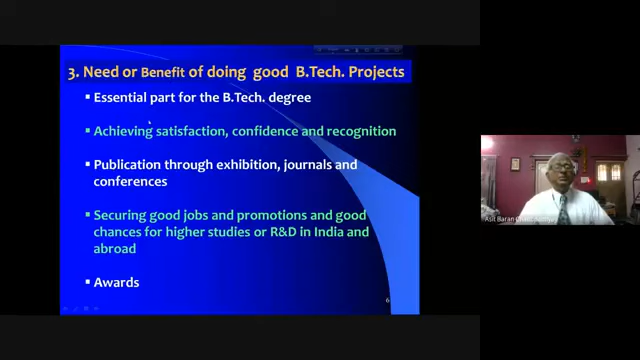 3. Need or Benefit of doing good B.Tech. Projects
Essential part for the B.Tech. degree
Achieving satisfaction, confidence and recognition
Publication through exhibition, journals and
conferences
Securing good jobs and promotions and good
chances for higher studies or R&D in India and
abroad
Awards
6
Asit Baran